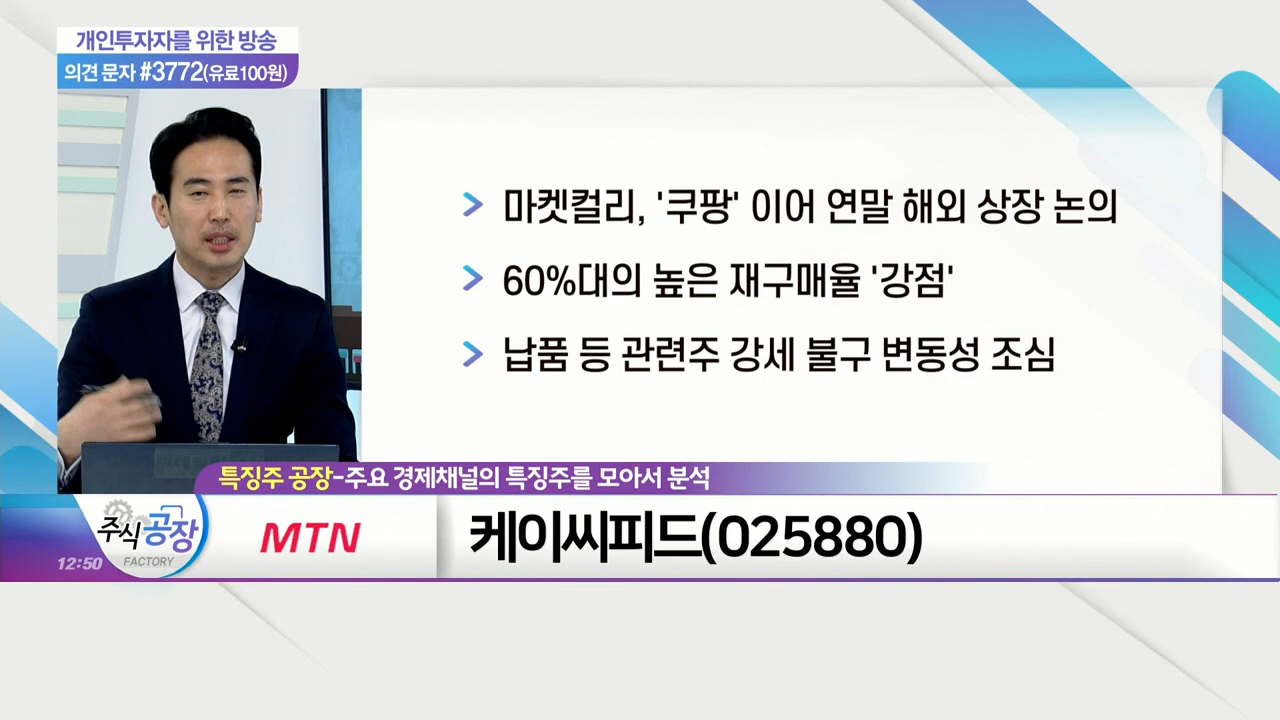 개인투자자를 위한 방송
의견 문자 #3772(유료100원)
마켓컬리, '쿠팡' 이어 연말 해외 상장 논의
60%대의 높은 재구매율 '강점'
납품 등 관련주 강세 불구 변동성 조심
특징주 공장-주요 경제채널의 특징주를 모아서 분석
주식공장
FACTORY
12:50
MTN
케이씨피드(025880)